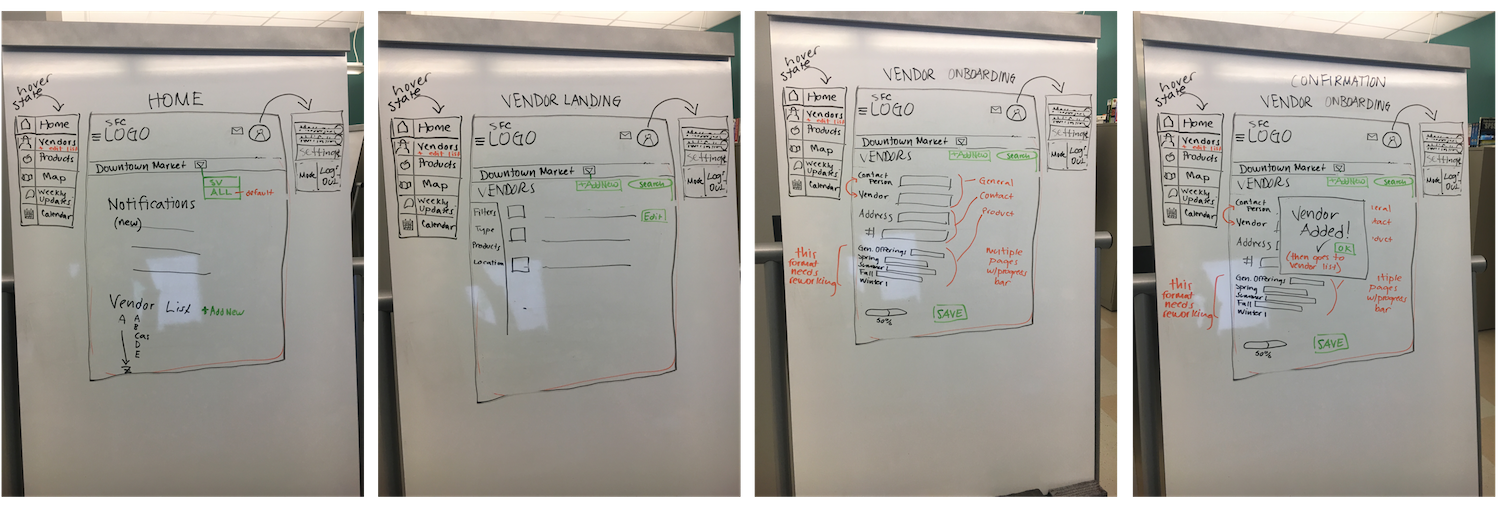 hover
state
HOME
Home
Vendors
+ edit list
Products
Map
Weekly
Updates
Calendar
SFC
LOGO
Settings
Mode
Log
Out
Downtown Market
SV
ALL
default
Notifications
(new)
Vendor List +Add New
A
A
B
Cas
D
E
Z
hover
state
VENDOR LANDING
Home
Vendors
+ edit list
Products
Map
Weekly
Updates
Calendar
SFC
LOGO
Settings
Mode
Log
Out
Downtown Market
VENDORS
+Add New
Search
Filters
Edit
Type
Products
Location
hover
state
VENDOR ONBOARDING
Home
Vendors
+ edit list
Products
Map
Weekly
Updates
Calendar
SFC
LOGO
Settings
Mode
Log
Out
Downtown Market
VENDORS
+Add New
Search
Contact
Person
General
Vendor
Contact
Address
Product
#
Gen. Offerings
Spring
Summer
Fall
Winter
this
format
needs
reworking
multiple
pages
w/progress
bar
50%
SAVE
hover
state
CONFIRMATION
VENDOR ONBOARDING
Home
Vendors
+ edit list
Products
Map
Weekly
Updates
Calendar
SFC
LOGO
Settings
Mode
Log
Out
Downtown Market
VENDORS
+Add New
Search
Contact
Person
eral
Vendor
tact
Address
duct
#
Vendor
Added!
OK
(then goes to
vendor list)
Gen. Offerings
Spring
Summer
Fall
Winter
this
format
needs
reworking
ltiple
pages
w/progress
bar
50%
SAVE